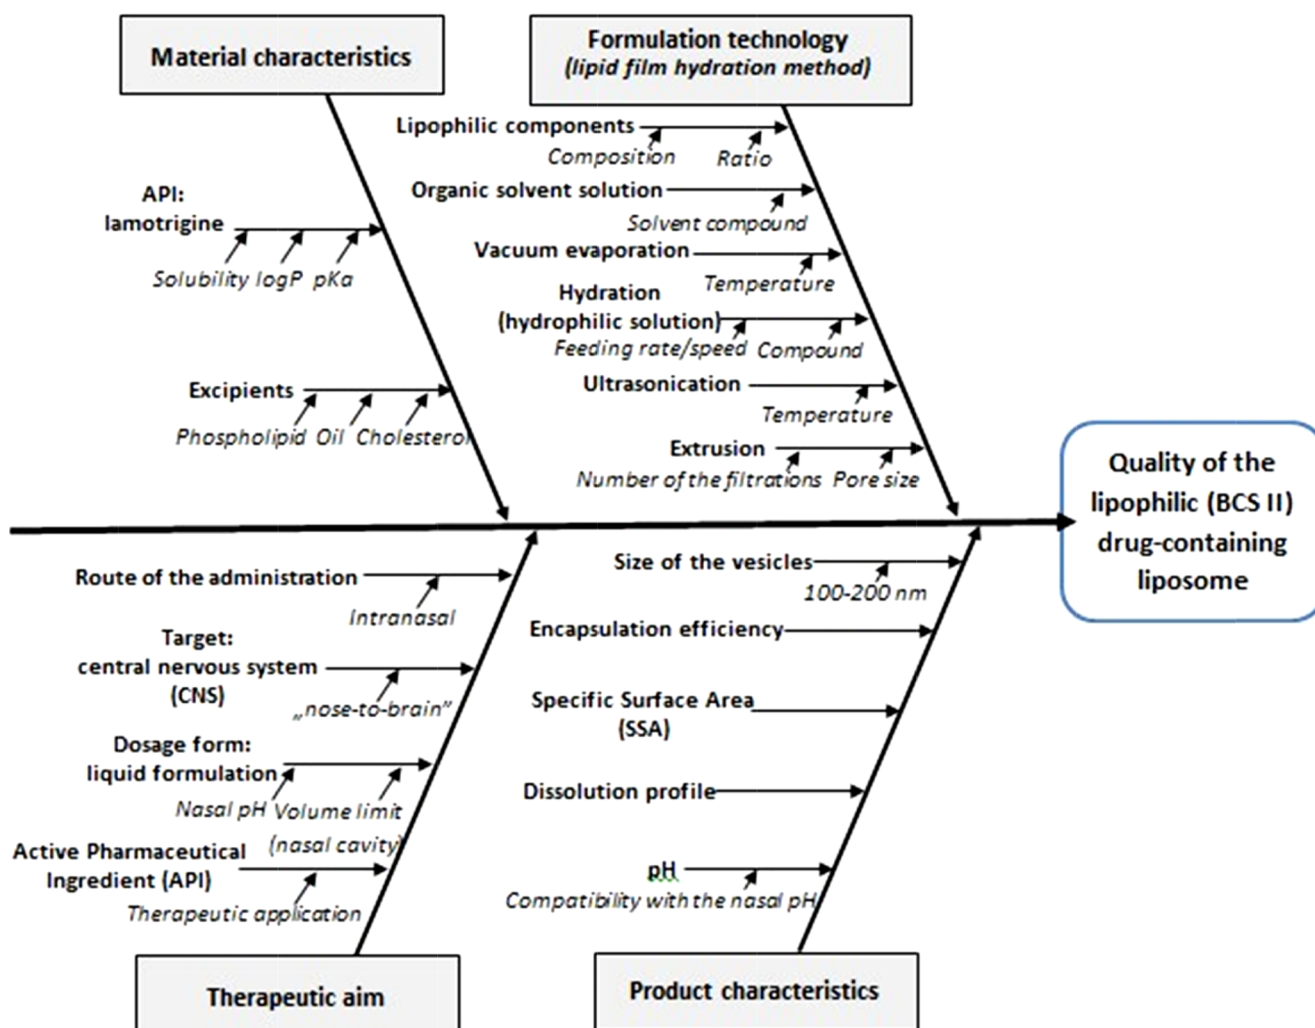 Material characteristics
API:
lamotrigine
Solubility logP pKa
Excipients
Phospholipid Oil Cholesterol
Formulation technology
(lipid film hydration method)
Lipophilic components
Composition Ratio
Organic solvent solution
Solvent compound
Vacuum evaporation
Temperature
Hydration
(hydrophilic solution)
Feeding rate/speed Compound
Ultrasonication
Temperature
Extrusion
Number of the filtrations Pore size
Quality of the
lipophilic (BCS II)
drug-containing
liposome
Route of the administration
Intranasal
Target:
central nervous system
(CNS)
„nose-to-brain”
Dosage form:
liquid formulation
Nasal pH Volume limit
(nasal cavity)
Active Pharmaceutical
Ingredient (API)
Therapeutic application
Therapeutic aim
Size of the vesicles
100-200 nm
Encapsulation efficiency
Specific Surface Area
(SSA)
Dissolution profile
pH
Compatibility with the nasal pH
Product characteristics